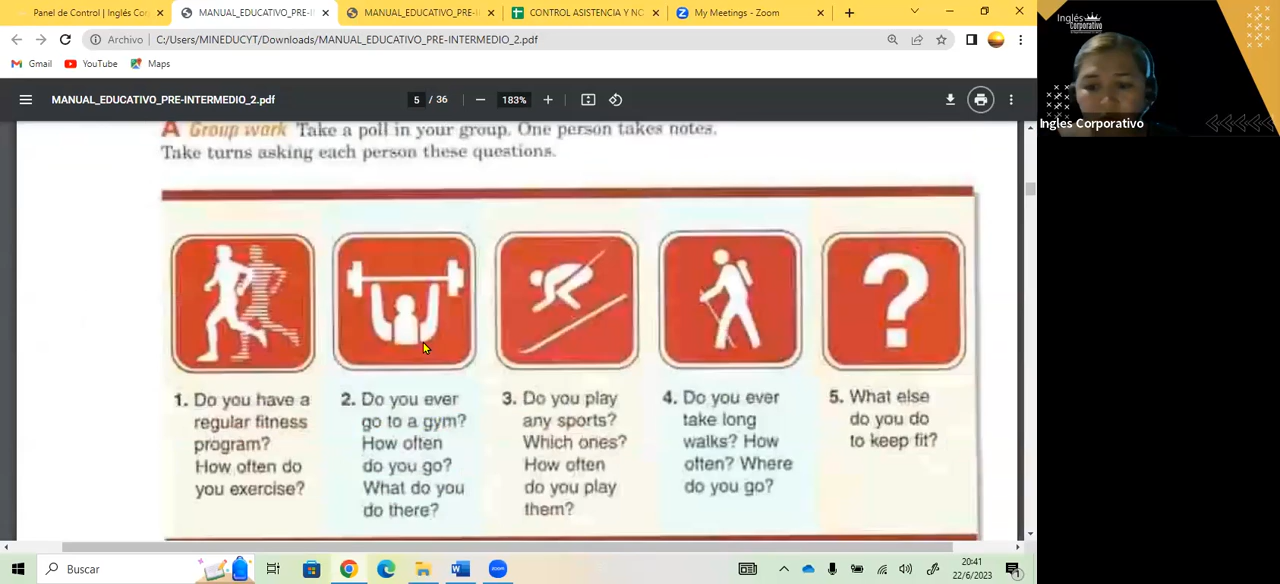 Panel de Control | Inglés Cor
MANUAL_EDUCATIVO_PRE-I
MANUAL_EDUCATIVO_PRE-I
CONTROL ASISTENCIA Y NO
My Meetings - Zoom
Archivo
C:/Users/MINEDUCYT/Downloads/MANUAL_EDUCATIVO_PRE-INTERMEDIO_2.pdf
Gmail
YouTube
Maps
MANUAL_EDUCATIVO_PRE-INTERMEDIO_2.pdf
5 / 36
183%
A Group work Take a poll in your group. One person takes notes.
Take turns asking each person these questions.
?
1. Do you have a
regular fitness
program?
How often do
you exercise?
2. Do you ever
go to a gym?
How often
do you go?
What do you
do there?
3. Do you play
any sports?
Which ones?
How often
do you play
them?
4. Do you ever
take long
walks? How
often? Where
do you go?
5. What else
do you do
to keep fit?
Inglés
Corporativo
Ingles Corporativo
Buscar
zoom
20:41
22/6/2023
1